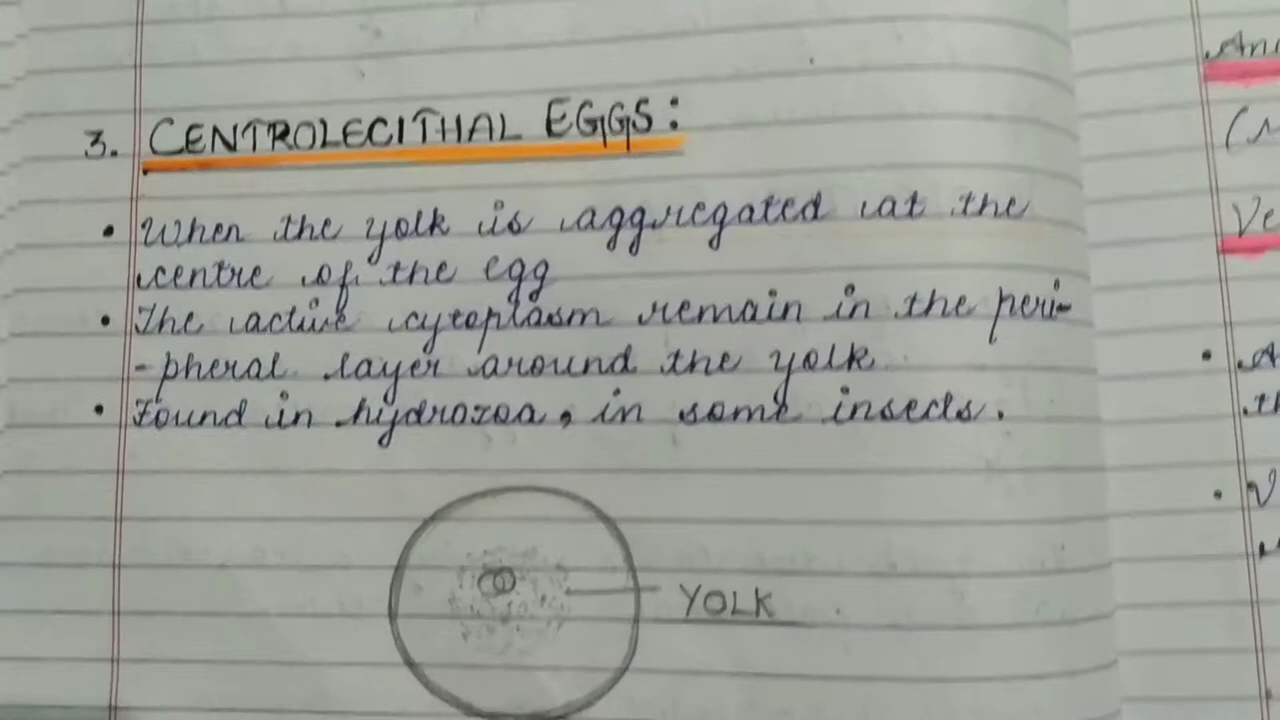 3. CENTROLECITHAL EGGS:
• When the yolk is aggregated at the
centre of the egg
• The active cytoplasm remain in the peri-
-pheral layer around the yolk
• Found in hydrozoa, in some insects.
YOLK